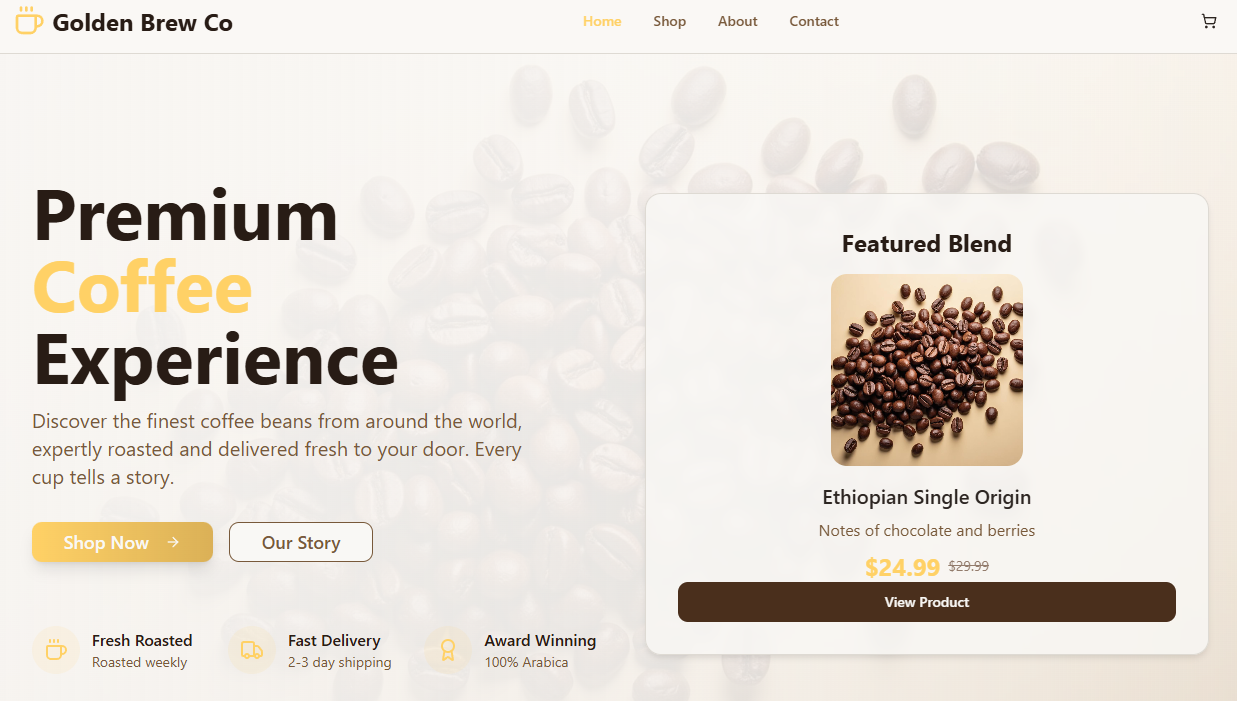 Golden Brew Co
Home
Shop
About
Contact
Premium
Coffee
Experience
Discover the finest coffee beans from around the world,
expertly roasted and delivered fresh to your door. Every
cup tells a story.
Shop Now
Our Story
Fresh Roasted
Roasted weekly
Fast Delivery
2-3 day shipping
Award Winning
100% Arabica
Featured Blend
Ethiopian Single Origin
Notes of chocolate and berries
$24.99 $29.99
View Product